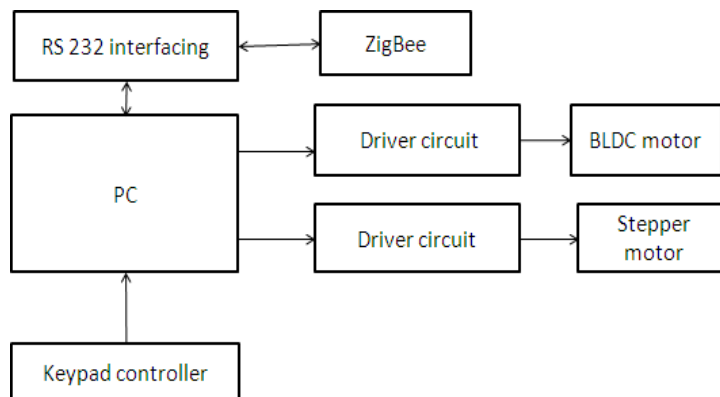 RS 232 interfacing
ZigBee
PC
Driver circuit
BLDC motor
Driver circuit
Stepper
motor
Keypad controller